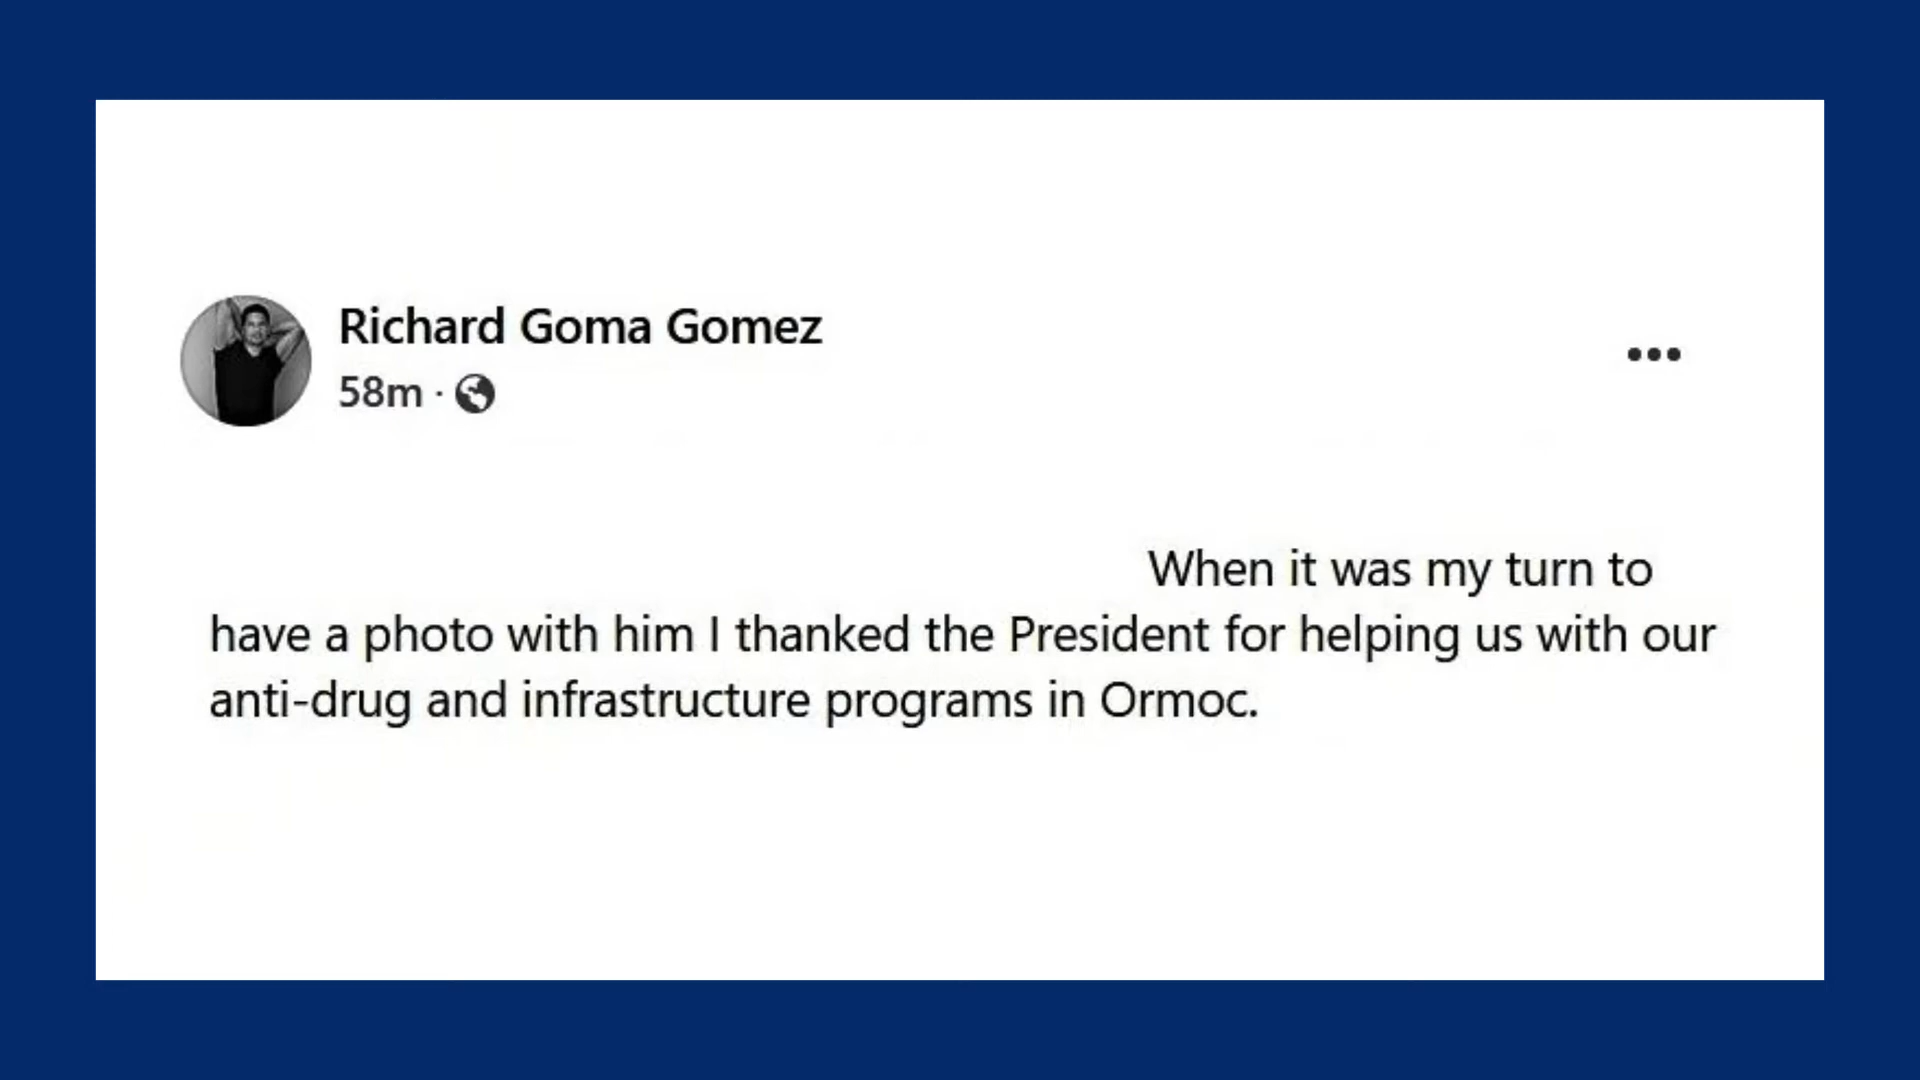 Richard Goma Gomez
58m ·
When it was my turn to
have a photo with him I thanked the President for helping us with our
anti-drug and infrastructure programs in Ormoc.